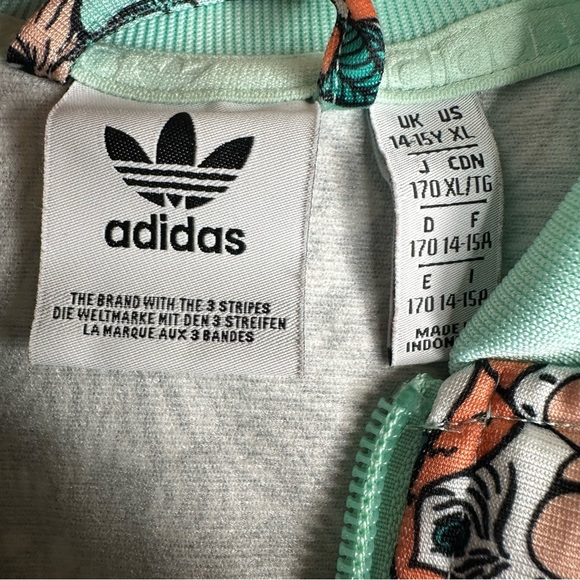 adidas
THE BRAND WITH THE 3 STRIPES
DIE WELTMARKE MIT DEN 3 STREIFEN
LA MARQUE AUX 3 BANDES
UK US
14-15Y XL
J CDN
170 XL/TG
D F
170 14-15A
E I
170 14-15A
MADE